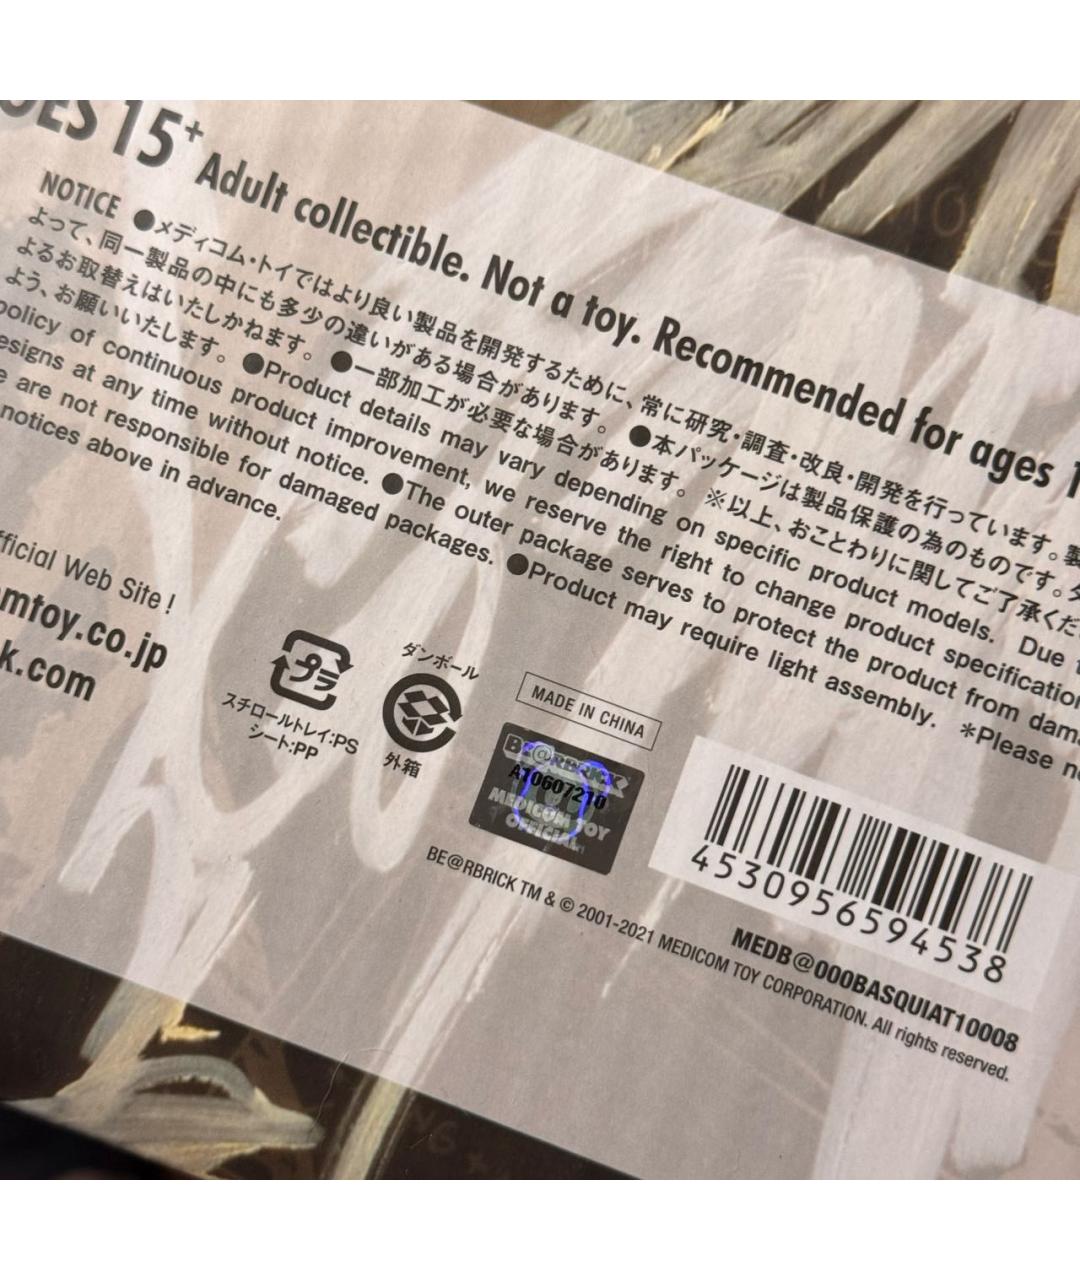 15+ Adult collectible. Not a toy. Recommended for ages
NOTICE ●メディコム・トイではより良い製品を開発するために、常に研究・調査・改良・開発を行っています。製
よって、同一製品の中にも多少の違いがある場合があります。 ●本パッケージは製品保護の為のものです。ダ
よるお取替えはいたしかねます。 ●一部加工が必要な場合があります。 ※以上、おことわりに関してご了承くだ
よう、お願いいたします。 ●Product details may vary depending on specific product models. Due
policy of continuous product improvement, we reserve the right to change product
at any time without notice. ●The outer package serves to protect the product from
are not responsible for damaged packages. ●Product may require light assembly. *Please
notices above in advance.
Web Site !
mtoy.co.jp
k.com
プラ
スチロールトレイ:PS
シート:PP
ダンボール
外箱
MADE IN CHINA
BE@RBRICK
A10607210
MEDICOM TOY
OFFICIAL
4530956594538
MEDB@000BASQUIAT10008
BE@RBRICK TM & © 2001-2021 MEDICOM TOY CORPORATION. All rights reserved.